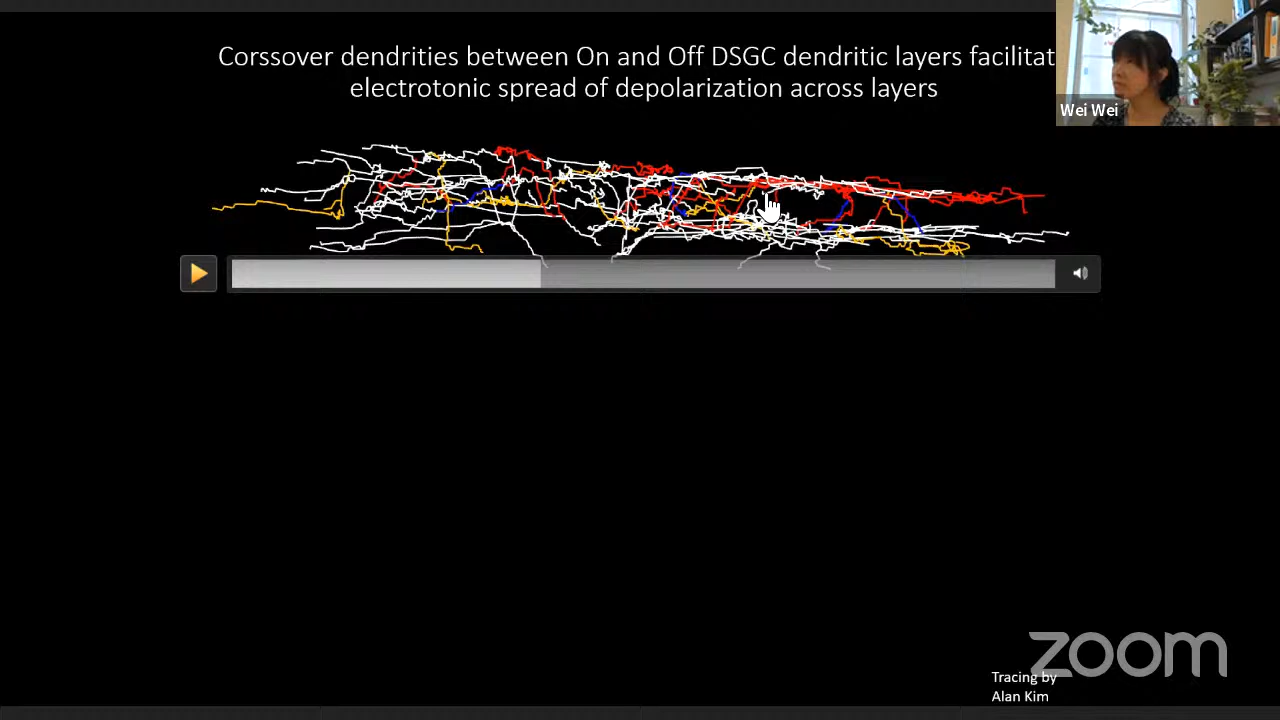 Corssover dendrities between On and Off DSGC dendritic layers facilitat
electrotonic spread of depolarization across layers
Wei Wei
zoom
Tracing by
Alan Kim